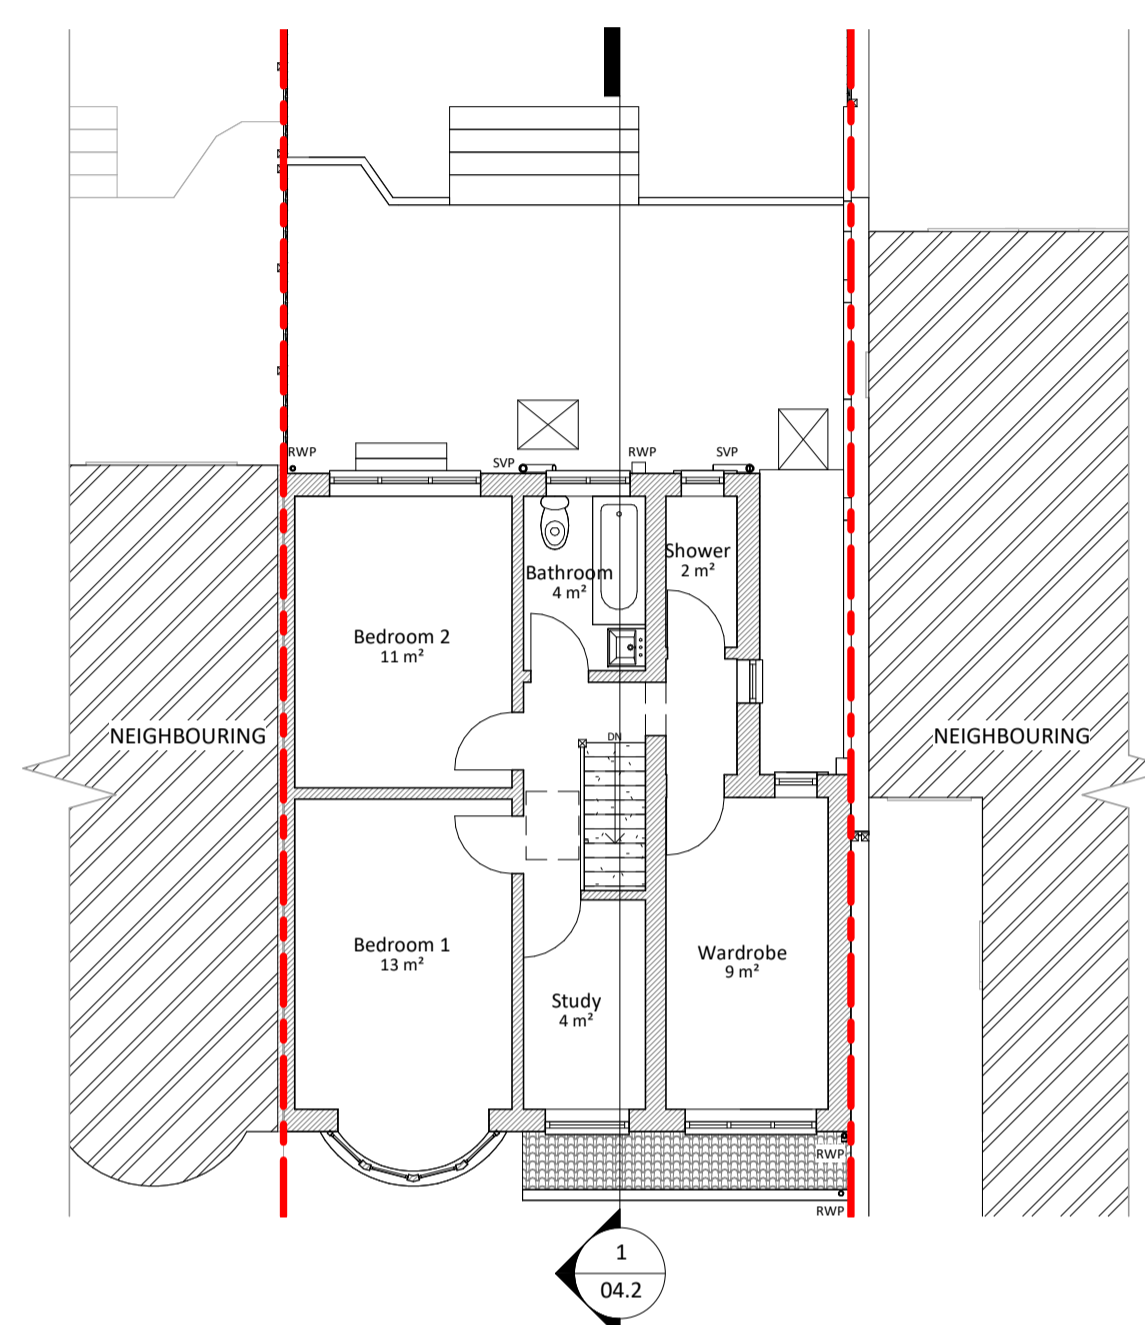 RWP
SVP
RWP
SVP
Shower
2 m²
Bathroom
4 m²
Bedroom 2
11 m²
NEIGHBOURING
NEIGHBOURING
DN
Bedroom 1
13 m²
Wardrobe
9 m²
Study
4 m²
RWP
RWP
1
04.2